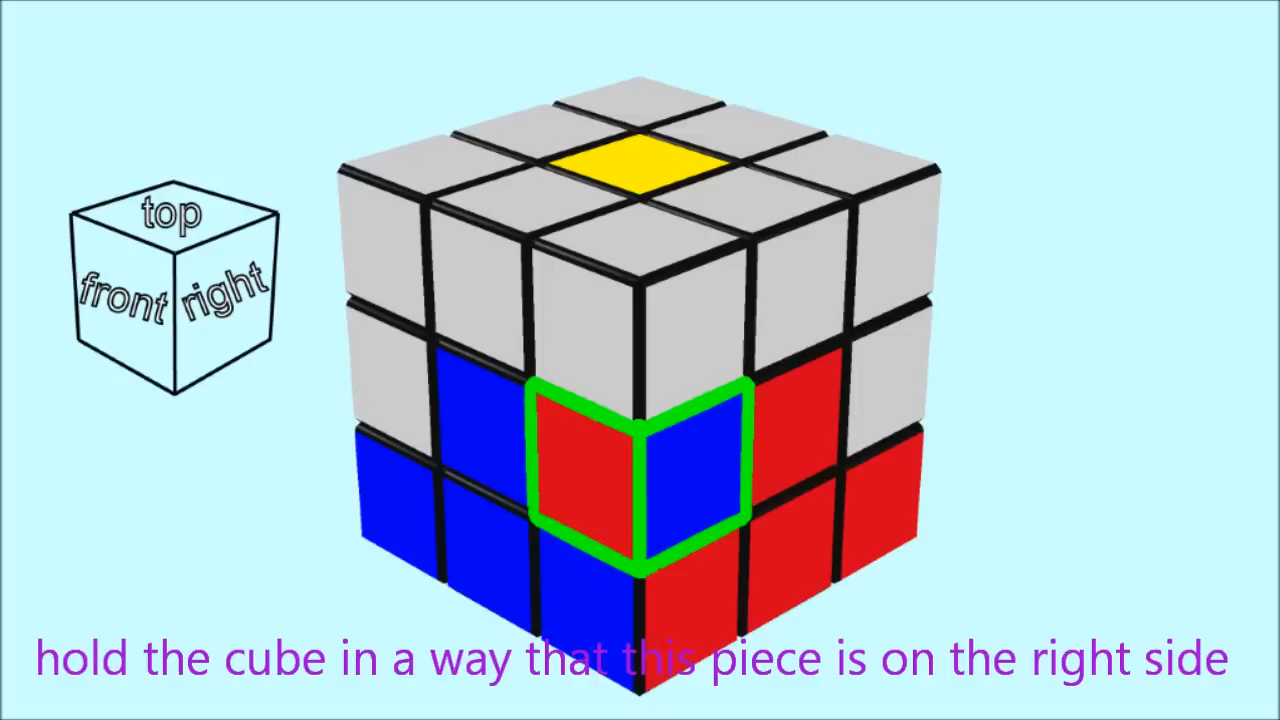 top
front right
hold the cube in a way that this piece is on the right side